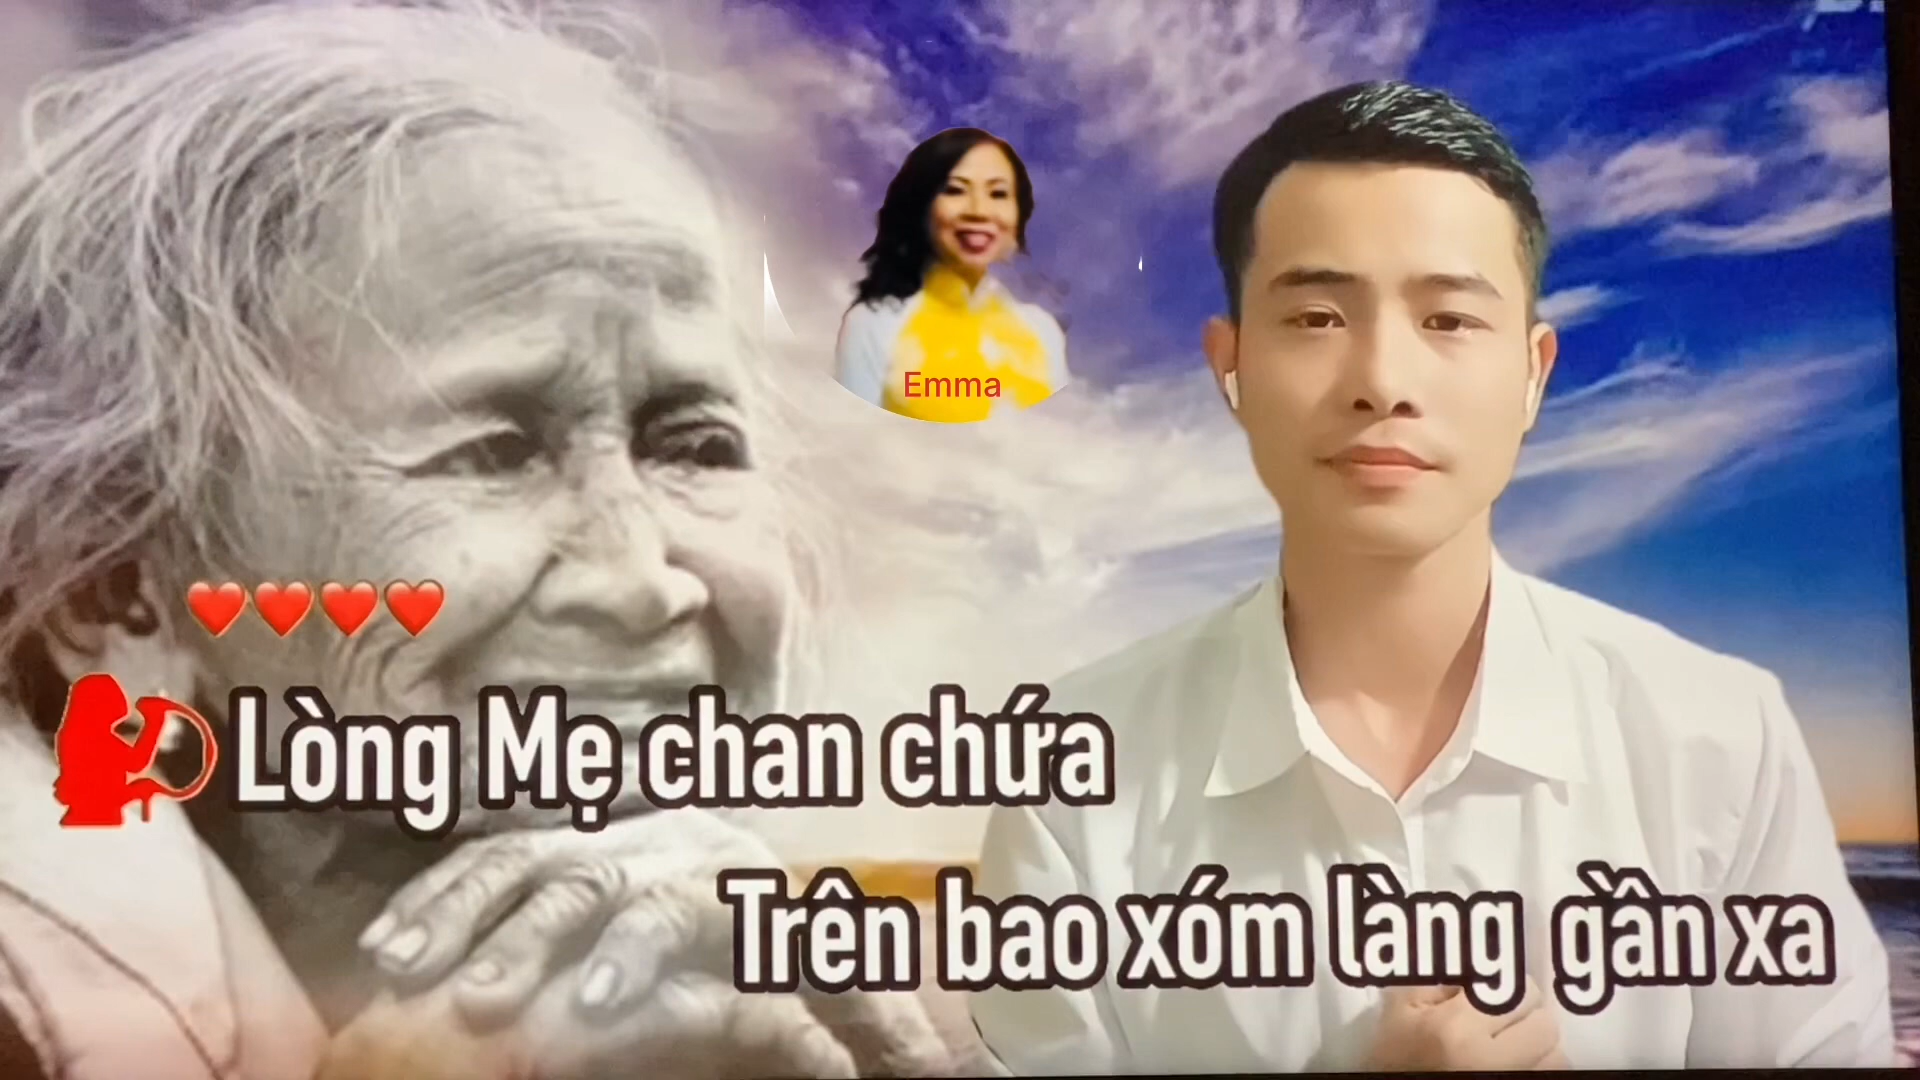 Emma
Lòng Mẹ chan chứa
Trên bao xóm làng gần xa